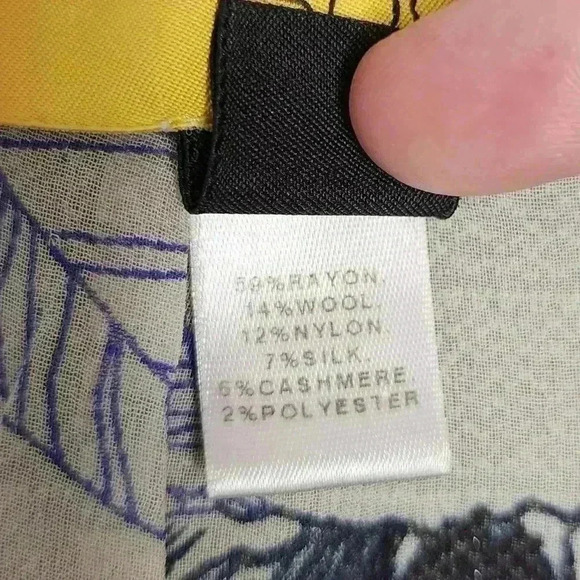 59%RAYON.
14%WOOL.
12%NYLON.
7%SILK.
6%CASHMERE
2%POLYESTER